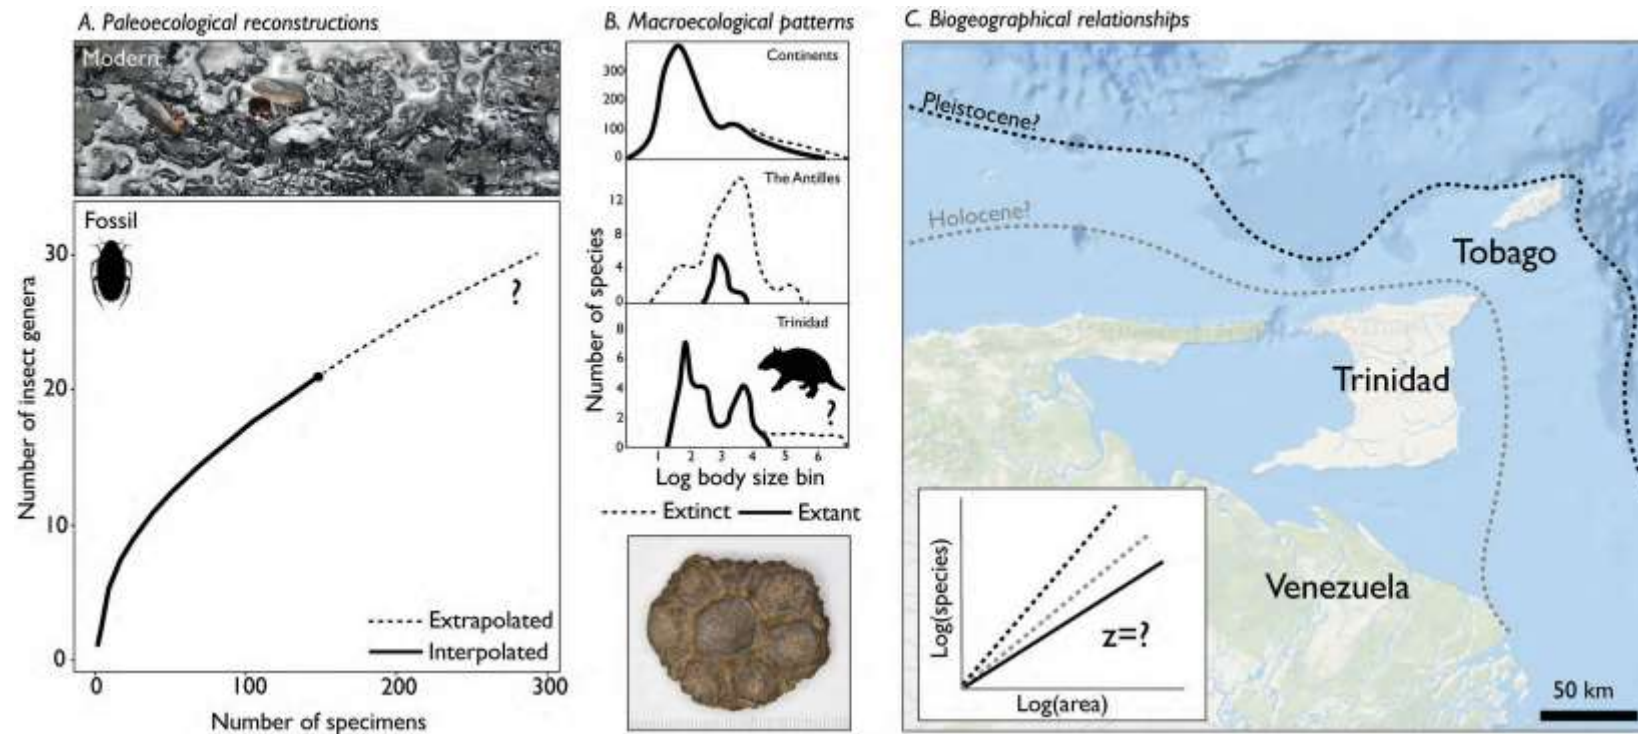 A. Paleoecological reconstructions
Modern
Fossil
30
20
10
0
Number of insect genera
?
Extrapolated
Interpolated
0 100 200 300
Number of specimens
B. Macroecological patterns
Continents
300
200
100
0
The Antilles
12
8
4
0
Trinidad
8
6
4
2
0
?
Number of species
1 2 3 4 5 6
Log body size bin
Extinct Extant
C. Biogeographical relationships
Pleistocene?
Holocene?
Tobago
Trinidad
Venezuela
Log(species)
z=?
Log(area)
50 km